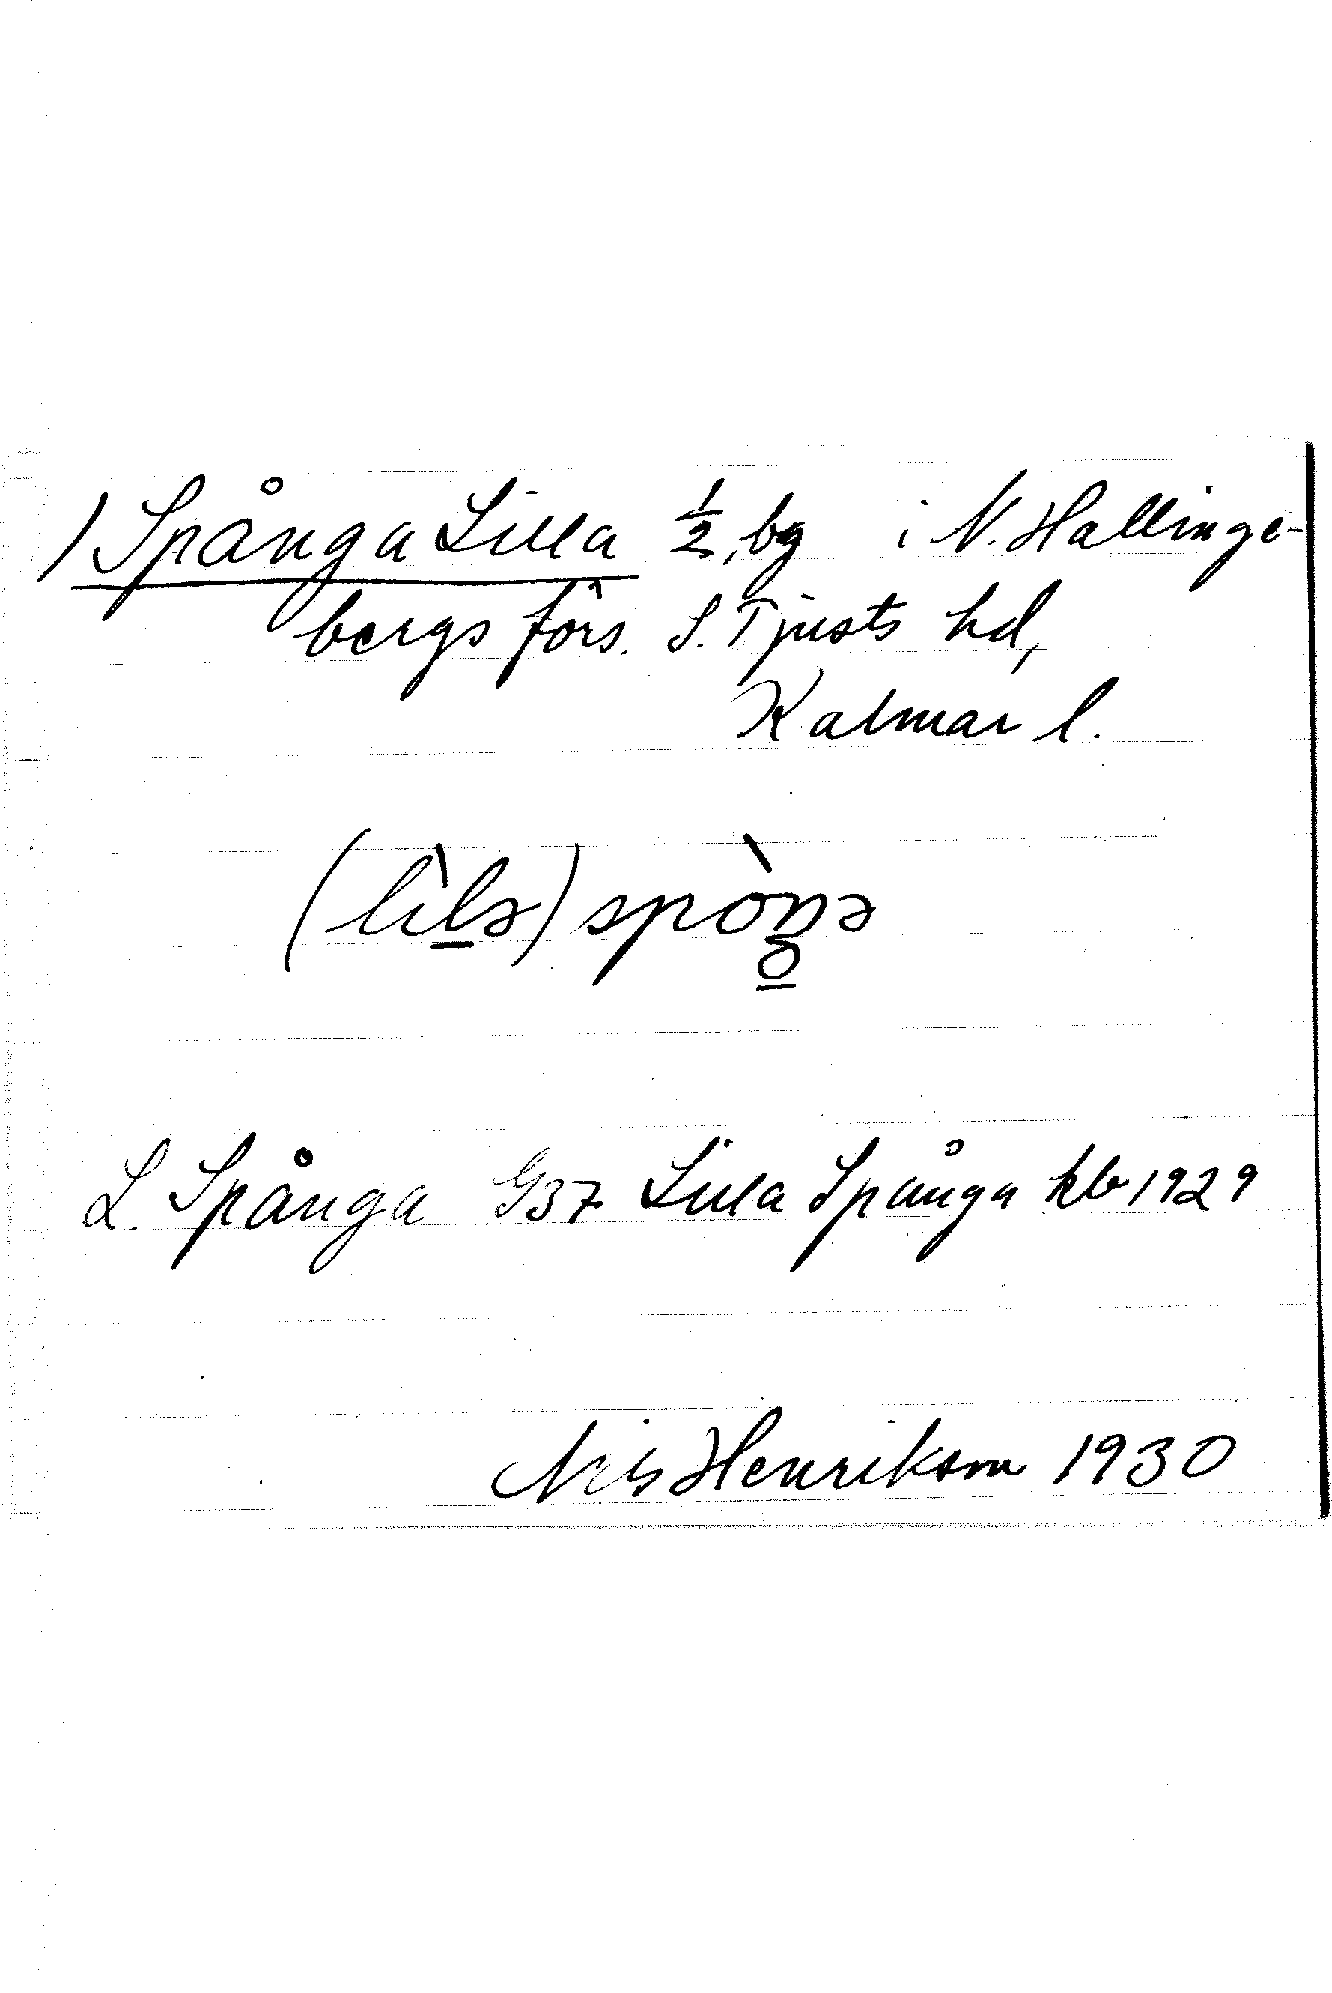 1) Spånga Lilla ½, bg i N. Hallinge-
bergs förs. S. Tjusts hd,
Kalmar l.
(lìlə) spòŋə
L. Spånga G37 Lilla Spånga kb 1929
Nils Henrikson 1930